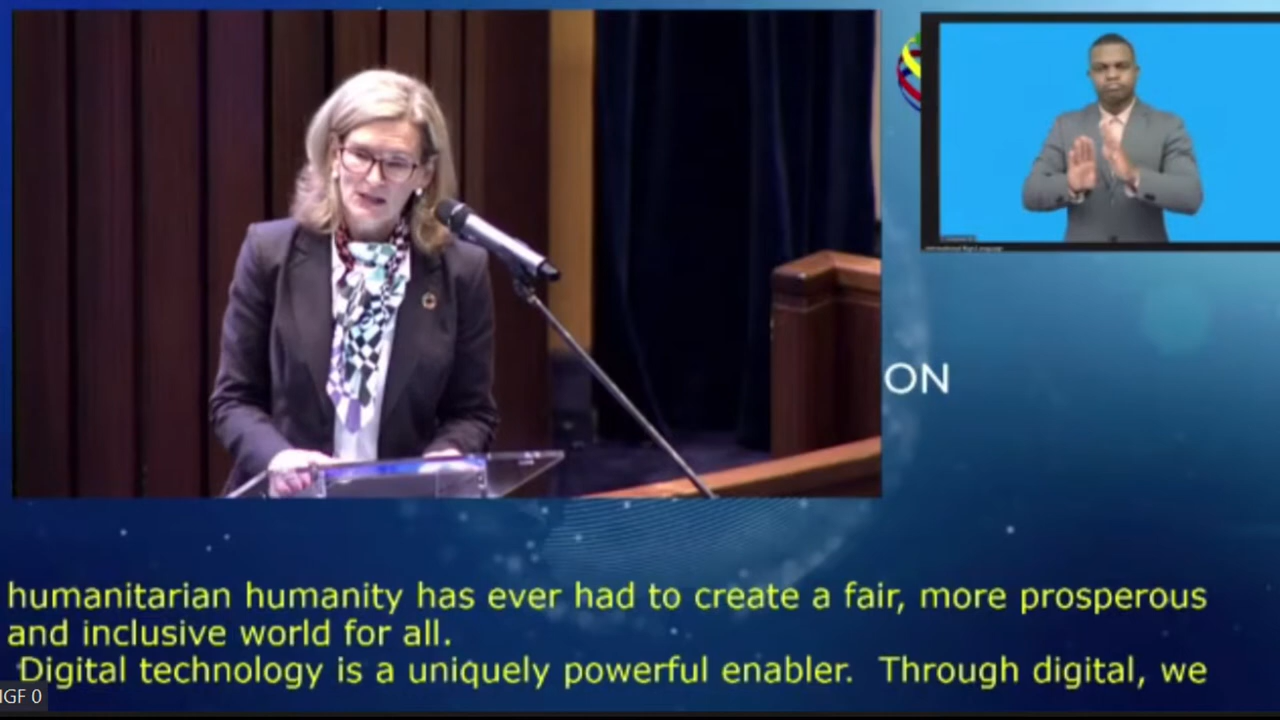 ON
humanitarian humanity has ever had to create a fair, more prosperous
and inclusive world for all.
Digital technology is a uniquely powerful enabler. Through digital, we
IGF 0